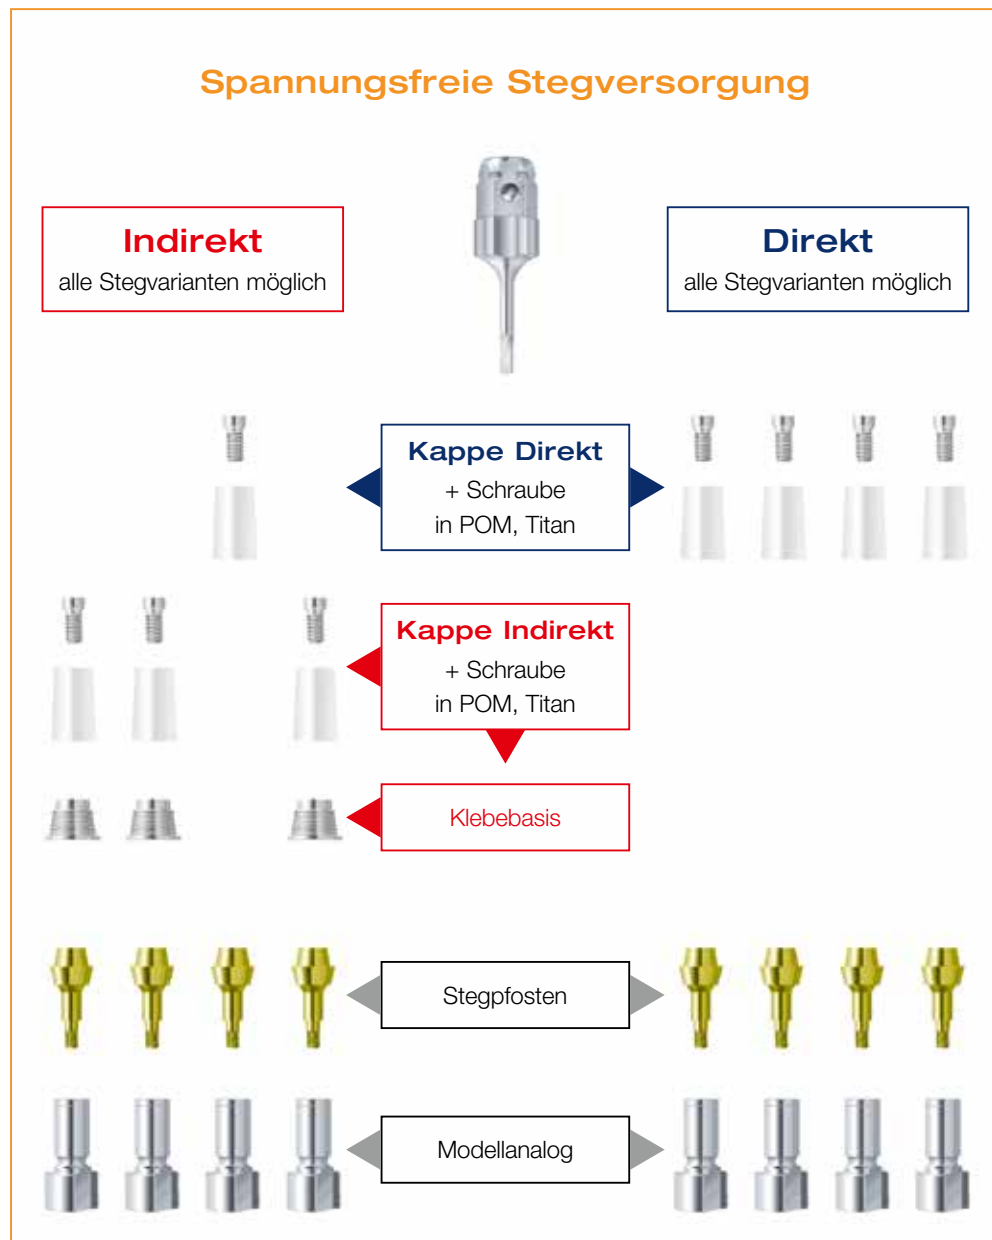 Spannungsfreie Stegversorgung
Indirekt
alle Stegvarianten möglich
Direkt
alle Stegvarianten möglich
Kappe Direkt
+ Schraube
in POM, Titan
Kappe Indirekt
+ Schraube
in POM, Titan
Klebebasis
Stegpfosten
Modellanalog